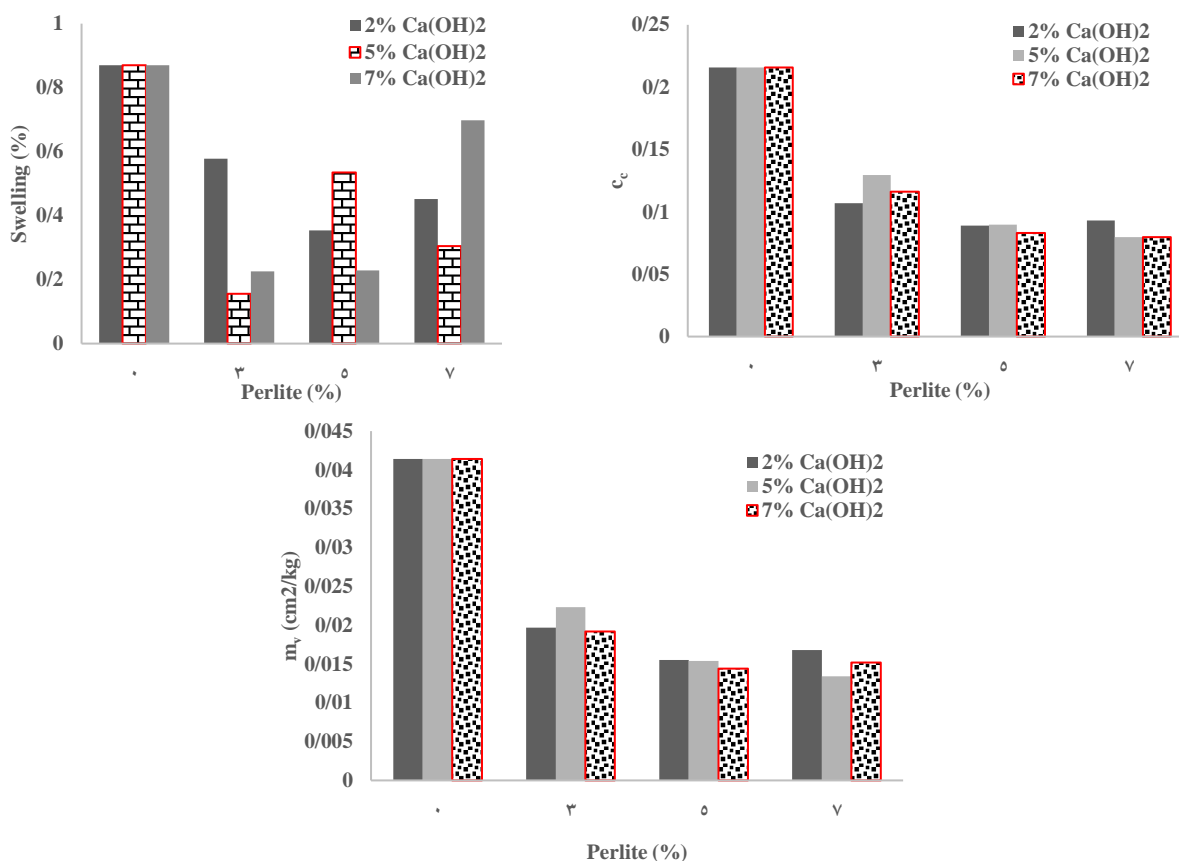 1
0/8
0/6
0/4
0/2
0
Swelling (%)
2% Ca(OH)2
5% Ca(OH)2
7% Ca(OH)2
۰ ۳ ۵ ۷
Perlite (%)
0/25
0/2
0/15
0/1
0/05
0
cc
2% Ca(OH)2
5% Ca(OH)2
7% Ca(OH)2
۰ ۳ ۵ ۷
Perlite (%)
0/045
0/04
0/035
0/03
0/025
0/02
0/015
0/01
0/005
0
mv (cm2/kg)
2% Ca(OH)2
5% Ca(OH)2
7% Ca(OH)2
۰ ۳ ۵ ۷
Perlite (%)